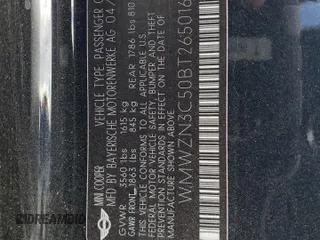 MINI COOPER
VEHICLE TYPE: PASSENGER C
MFD BY BAYERISCHE MOTORENWERKE AG 04/
GVWR 3560 lbs 1615 kg
GAWR FRONT 1863 lbs 845 kg REAR 1786 lbs 810
THIS VEHICLE CONFORMS TO ALL APPLICABLE
FEDERAL MOTOR VEHICLE SAFETY, BUMPER AND THEFT
PREVENTION STANDARDS IN EFFECT ON THE DATE OF
MANUFACTURE SHOWN ABOVE.
WMWZN3C50BT265016
IDREAMBID